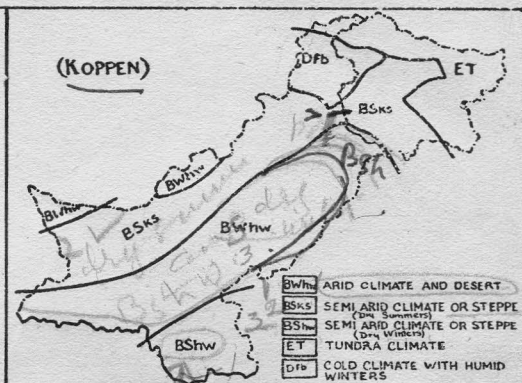 (KOPPEN)
Dfb
ET
BSks
BSh
BWhw
BWhw
BSks
BWhw
BShw
BWhw ARID CLIMATE AND DESERT
BSKs SEMI ARID CLIMATE OR STEPPE
(Dry Summers)
BShw SEMI ARID CLIMATE OR STEPPE
(Dry Winters)
ET TUNDRA CLIMATE
Dfb COLD CLIMATE WITH HUMID
WINTERS